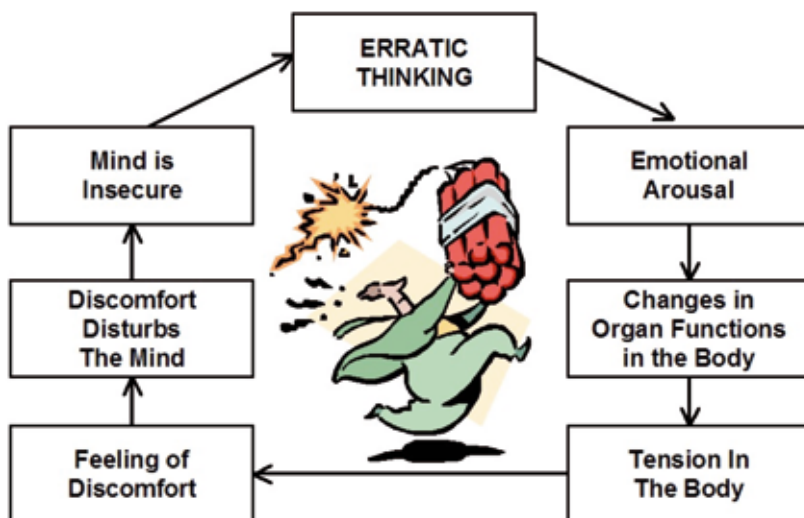 ERRATIC
THINKING
Emotional
Arousal
Changes in
Organ Functions
in the Body
Tension In
The Body
Feeling of
Discomfort
Discomfort
Disturbs
The Mind
Mind is
Insecure